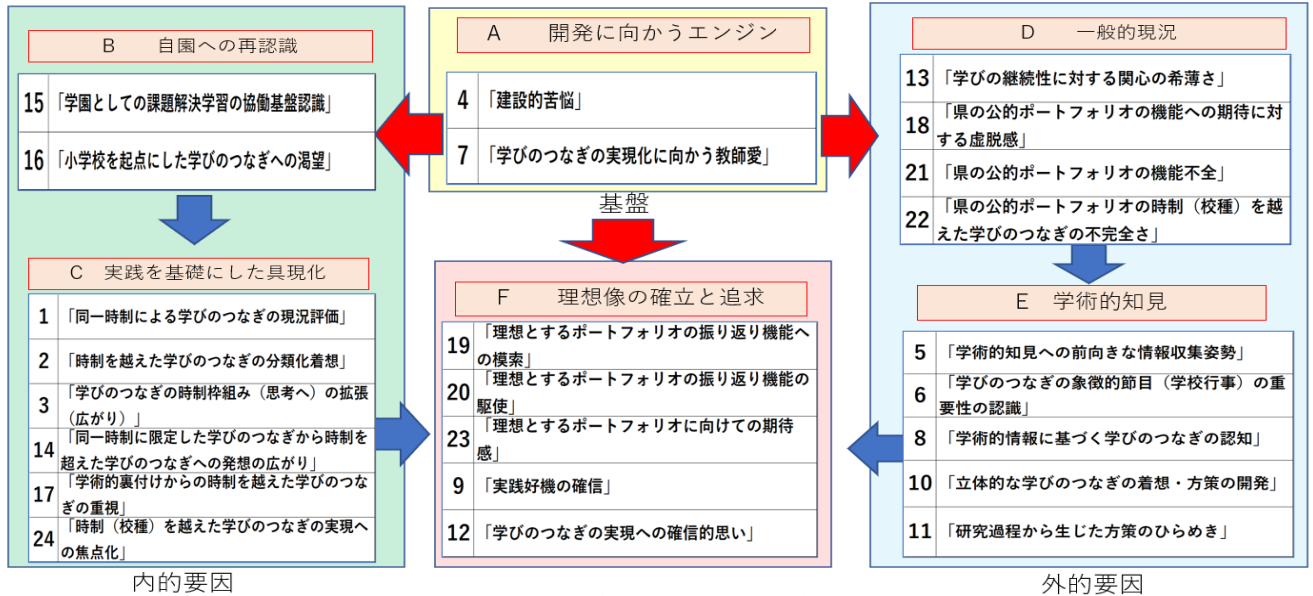 B 自園への再認識
15 「学園としての課題解決学習の協働基盤認識」
16 「小学校を起点にした学びのつなぎへの渇望」
C 実践を基礎にした具現化
1 「同一時制による学びのつなぎの現況評価」
2 「時制を越えた学びのつなぎの分類化着想」
3 「学びのつなぎの時制枠組み（思考へ）の拡張
（広がり）」
14 「同一時制に限定した学びのつなぎから時制を
超えた学びのつなぎへの発想の広がり」
17 「学術的裏付けからの時制を越えた学びのつな
ぎの重視」
24 「時制（校種）を越えた学びのつなぎの実現へ
の焦点化」
内的要因
A 開発に向かうエンジン
4 「建設的苦悩」
7 「学びのつなぎの実現化に向かう教師愛」
基盤
F 理想像の確立と追求
19 「理想とするポートフォリオの振り返り機能へ
の模索」
20 「理想とするポートフォリオの振り返り機能の
駆使」
23 「理想とするポートフォリオに向けての期待
感」
9 「実践好機の確信」
12 「学びのつなぎの実現への確信的思い」
D 一般的現況
13 「学びの継続性に対する関心の希薄さ」
18 「県の公的ポートフォリオの機能への期待に対
する虚脱感」
21 「県の公的ポートフォリオの機能不全」
22 「県の公的ポートフォリオの時制（校種）を越
えた学びのつなぎの不完全さ」
E 学術的知見
5 「学術的知見への前向きな情報収集姿勢」
6 「学びのつなぎの象徴的節目（学校行事）の重
要性の認識」
8 「学術的情報に基づく学びのつなぎの認知」
10 「立体的な学びのつなぎの着想・方策の開発」
11 「研究過程から生じた方策のひらめき」
外的要因